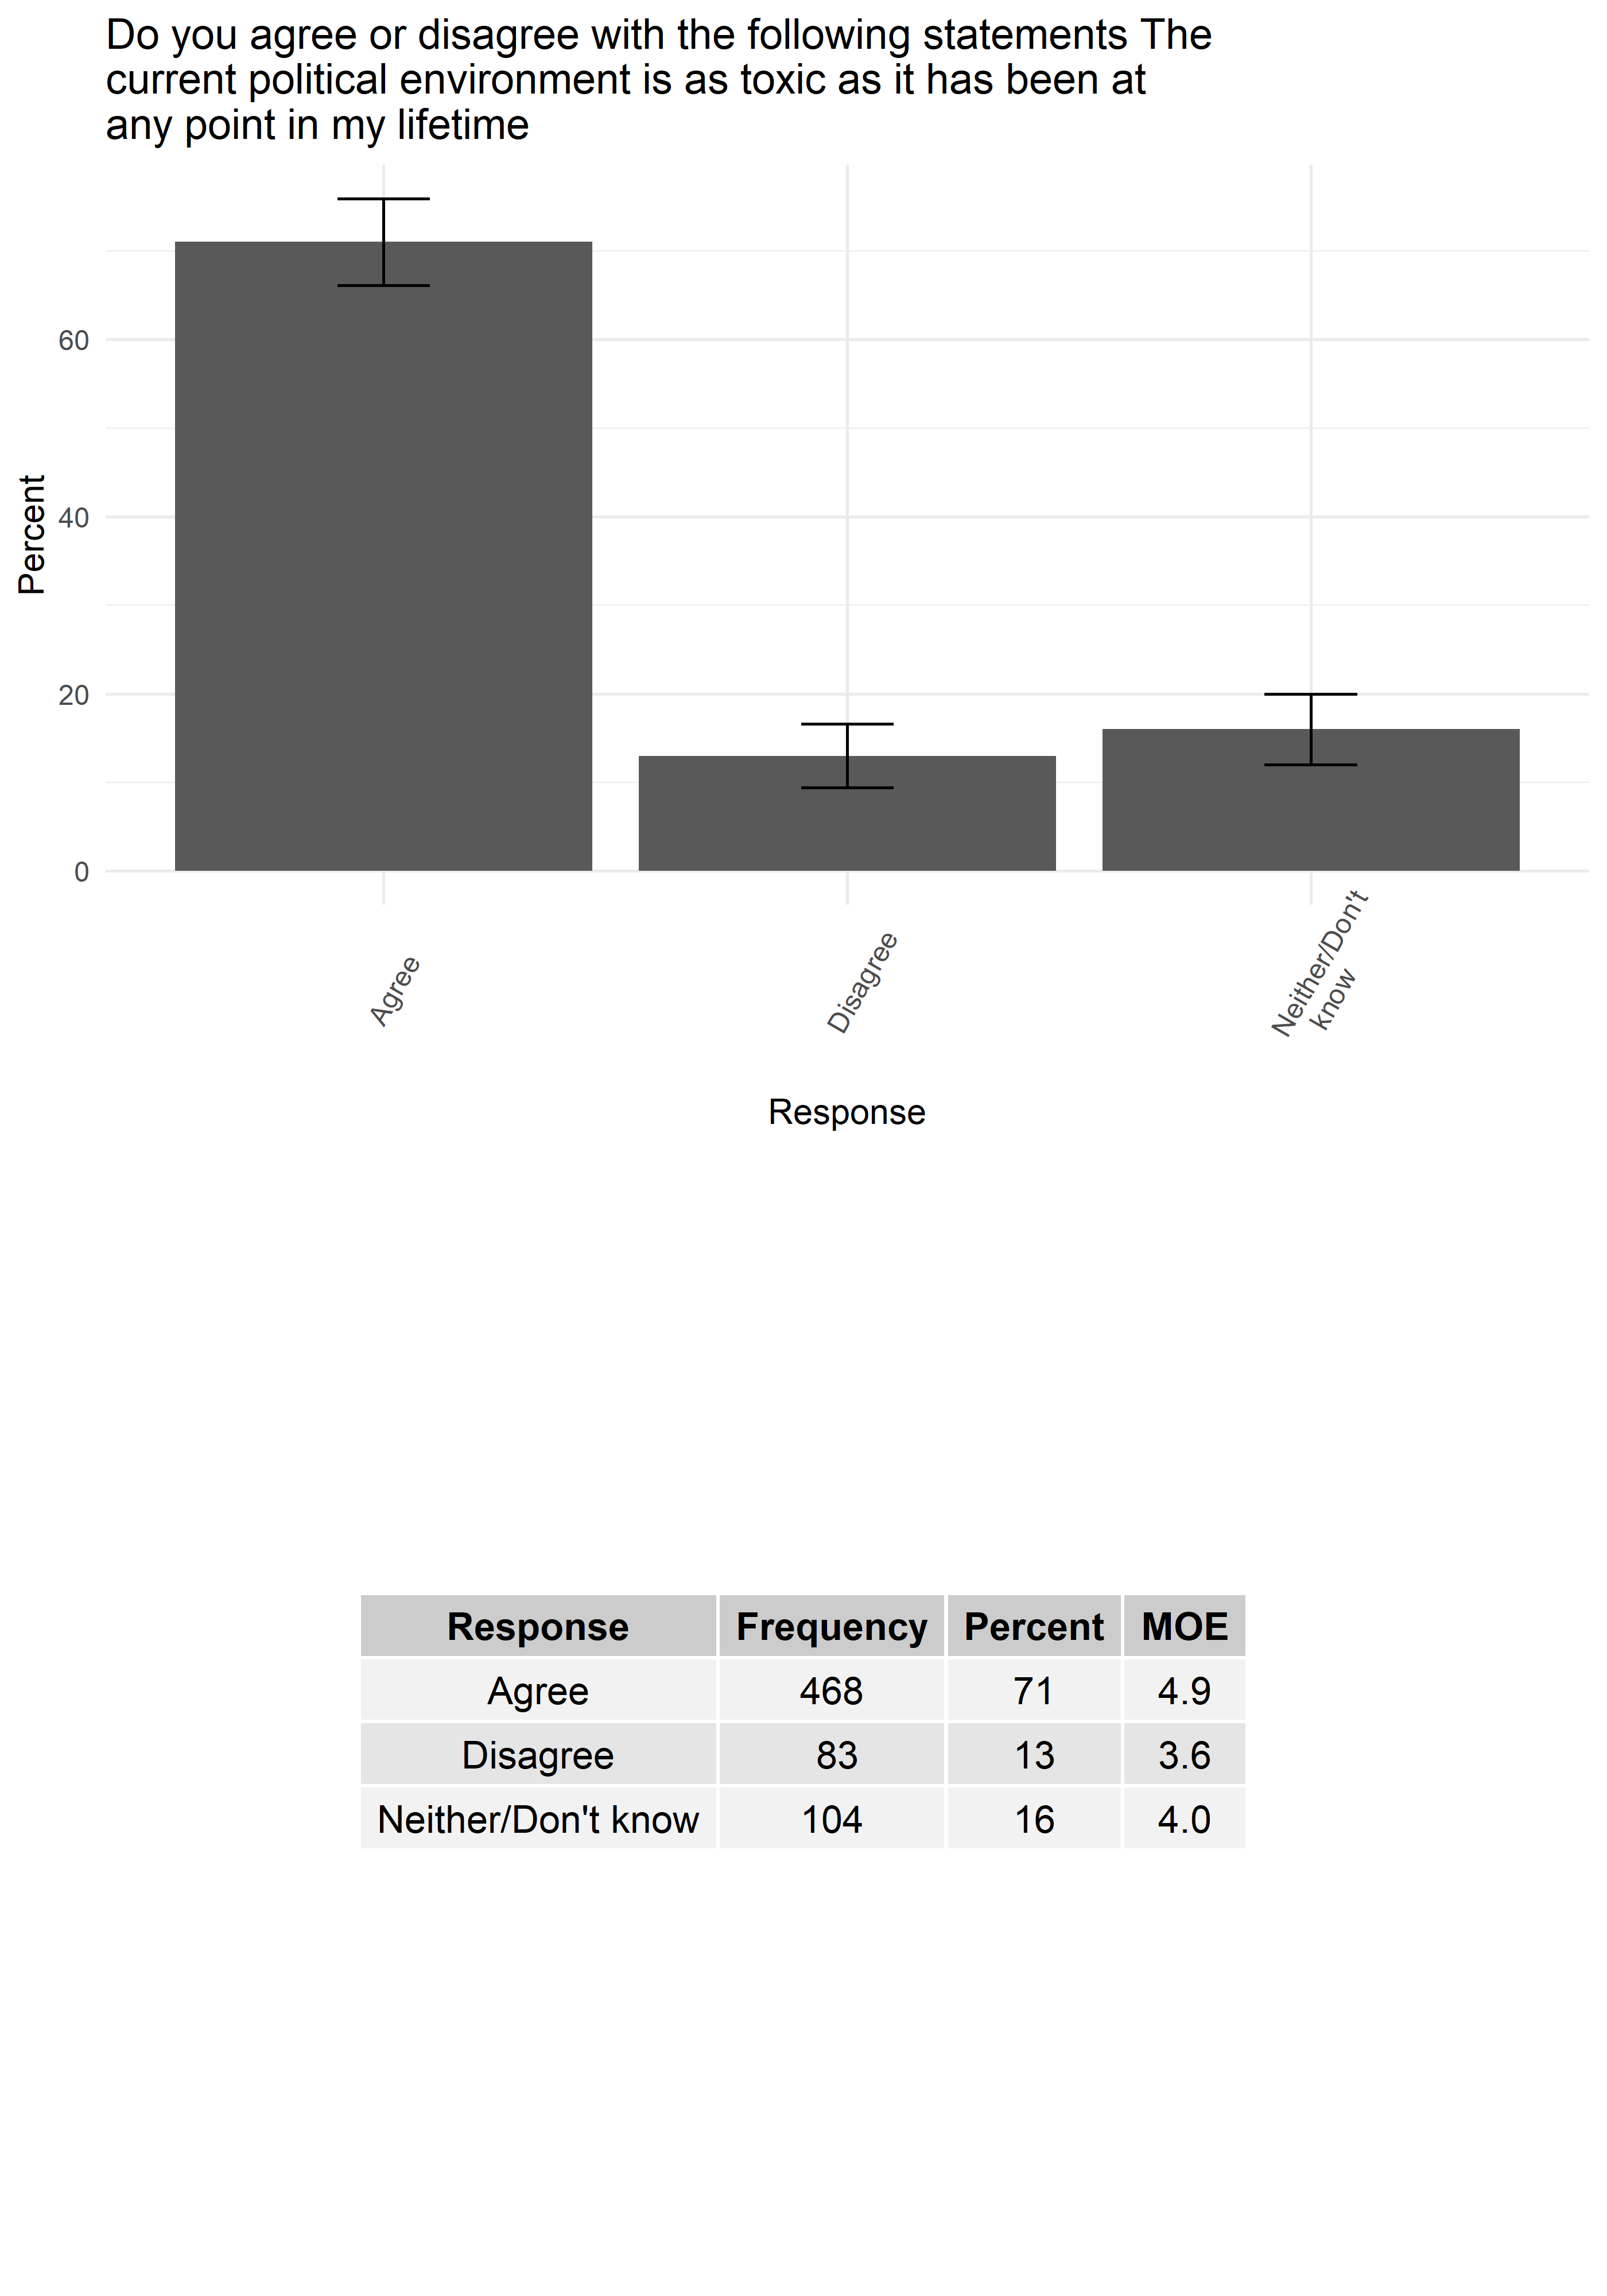 Do you agree or disagree with the following statements The
current political environment is as toxic as it has been at
any point in my lifetime
Percent
60
40
20
0
Agree
Disagree
Neither/Don't
know
Response
Response Frequency Percent MOE
Agree 468 71 4.9
Disagree 83 13 3.6
Neither/Don't know 104 16 4.0